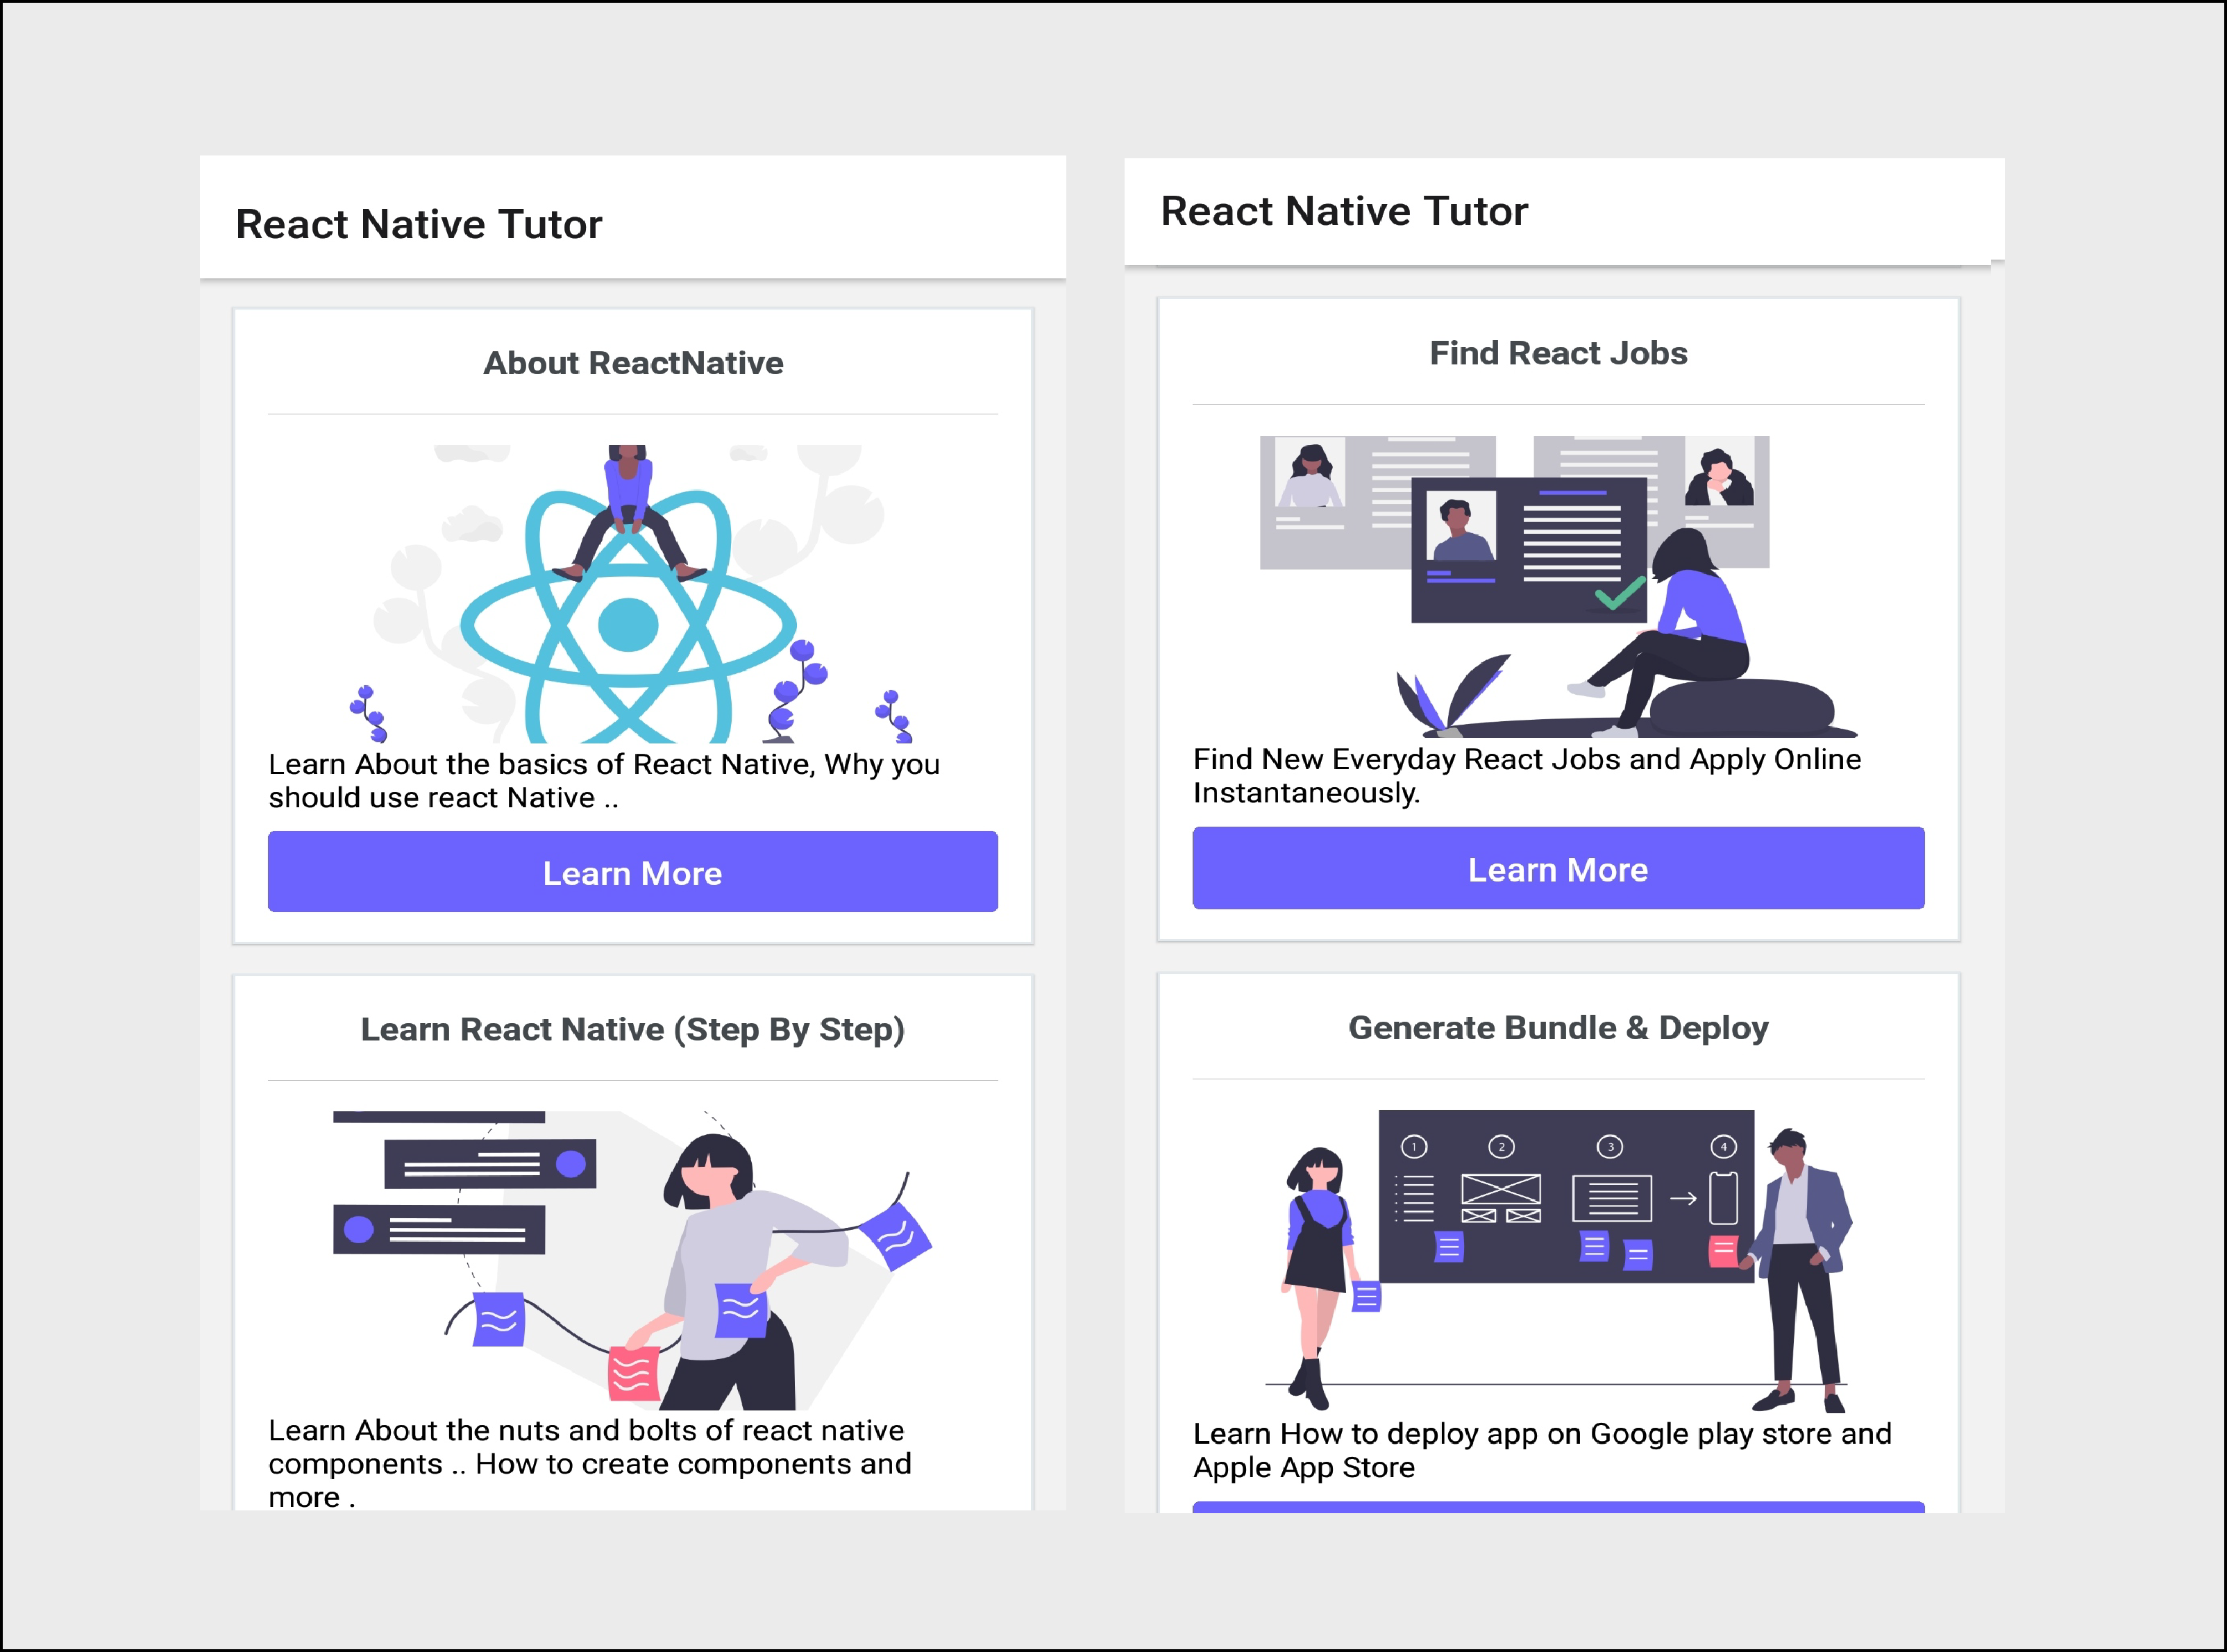 React Native Tutor
About ReactNative
Learn About the basics of React Native, Why you
should use react Native ..
Learn More
Learn React Native (Step By Step)
Learn About the nuts and bolts of react native
components .. How to create components and
more .
React Native Tutor
Find React Jobs
Find New Everyday React Jobs and Apply Online
Instantaneously.
Learn More
Generate Bundle & Deploy
1 2 3 4
Learn How to deploy app on Google play store and
Apple App Store